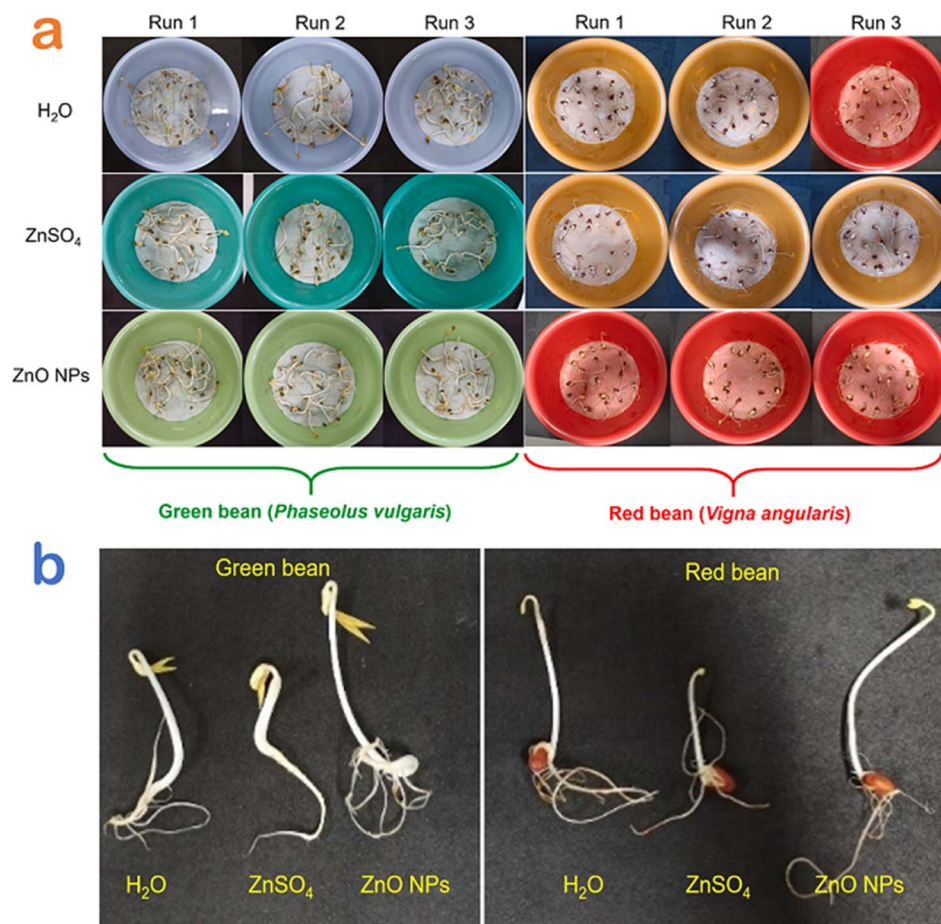 a
Run 1 Run 2 Run 3 Run 1 Run 2 Run 3
H₂O
ZnSO₄
ZnO NPs
Green bean (Phaseolus vulgaris) Red bean (Vigna angularis)
b
Green bean Red bean
H₂O ZnSO₄ ZnO NPs H₂O ZnSO₄ ZnO NPs